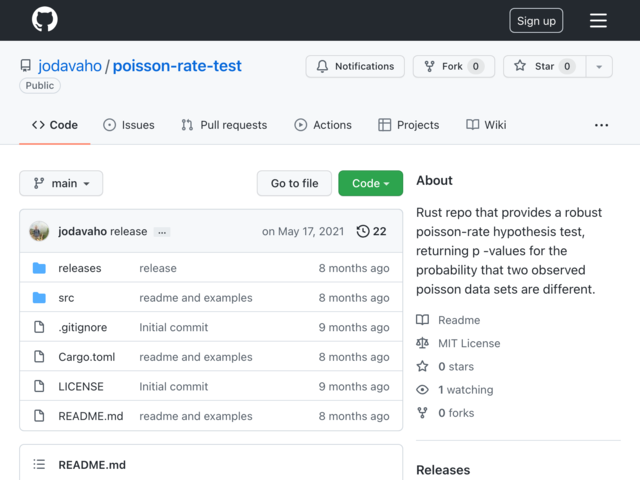 Sign up
jodavaho / poisson-rate-test
Public
Notifications
Fork 0
Star 0
Code
Issues
Pull requests
Actions
Projects
Wiki
main
Go to file
Code
jodavaho release ... on May 17, 2021 22
releases release 8 months ago
src readme and examples 8 months ago
.gitignore Initial commit 9 months ago
Cargo.toml readme and examples 8 months ago
LICENSE Initial commit 9 months ago
README.md readme and examples 8 months ago
README.md
About
Rust repo that provides a robust
poisson-rate hypothesis test,
returning p -values for the
probability that two observed
poisson data sets are different.
Readme
MIT License
0 stars
1 watching
0 forks
Releases